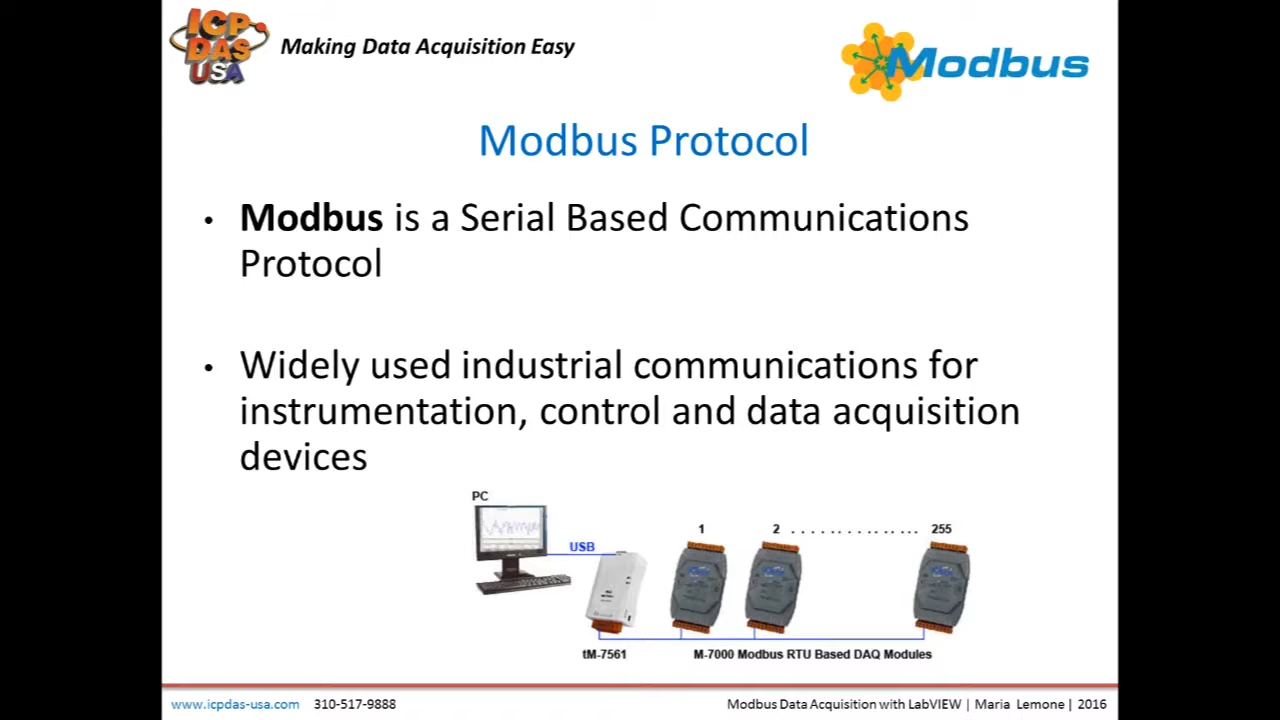 ICP
DAS
USA
Making Data Acquisition Easy
Modbus
Modbus Protocol
• Modbus is a Serial Based Communications
Protocol
• Widely used industrial communications for
instrumentation, control and data acquisition
devices
PC
USB
1 2 . . . . . . . . . . . . . . . . 255
tM-7561
M-7000 Modbus RTU Based DAQ Modules
www.icpdas-usa.com 310-517-9888
Modbus Data Acquisition with LabVIEW | Maria Lemone | 2016